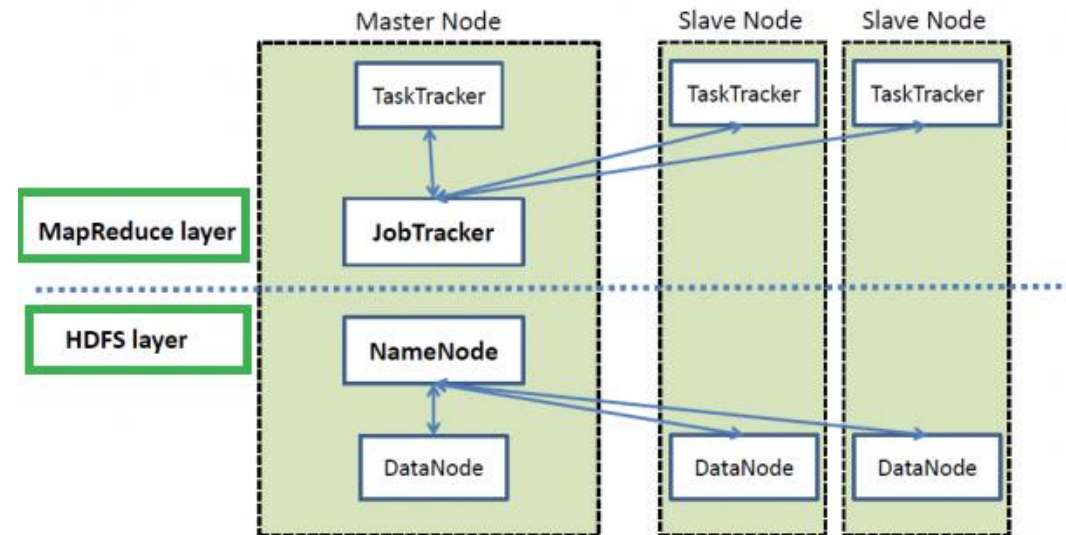 Master Node
Slave Node
Slave Node
TaskTracker
TaskTracker
TaskTracker
MapReduce layer
JobTracker
HDFS layer
NameNode
DataNode
DataNode
DataNode